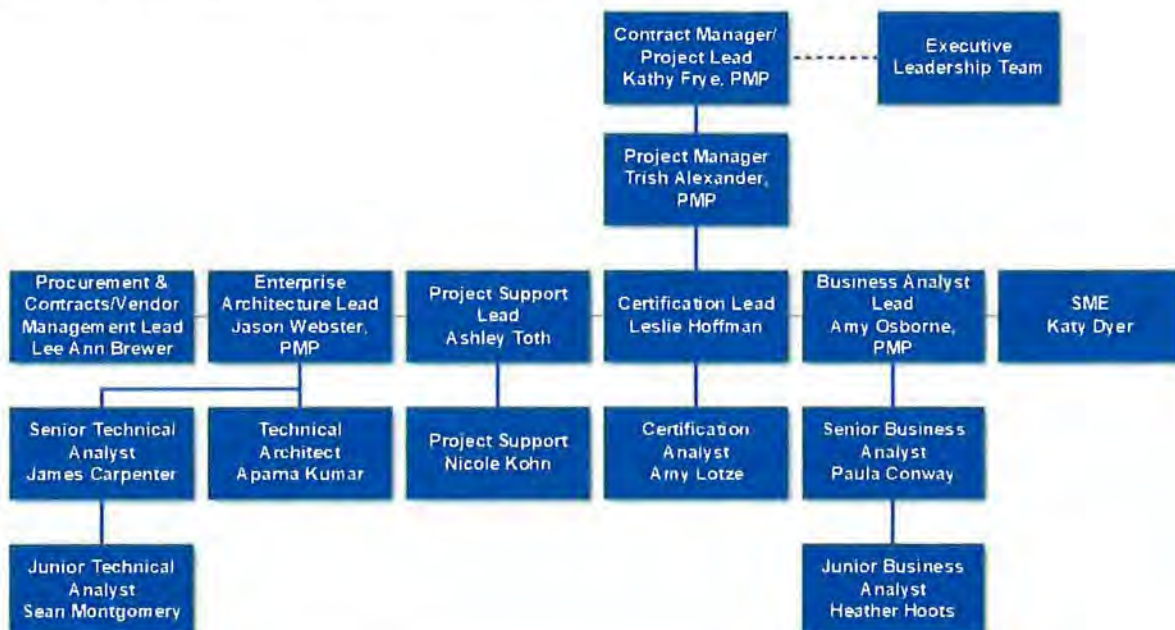 Contract Manager/
Project Lead
Kathy Frye, PMP
Executive
Leadership Team
Project Manager
Trish Alexander,
PMP
Procurement &
Contracts/Vendor
Management Lead
Lee Ann Brewer
Enterprise
Architecture Lead
Jason Webster,
PMP
Project Support
Lead
Ashley Toth
Certification Lead
Leslie Hoffman
Business Analyst
Lead
Amy Osborne,
PMP
SME
Katy Dyer
Senior Technical
Analyst
James Carpenter
Technical
Architect
Aparna Kumar
Project Support
Nicole Kohn
Certification
Analyst
Amy Lotze
Senior Business
Analyst
Paula Conway
Junior Technical
Analyst
Sean Montgomery
Junior Business
Analyst
Heather Hoots